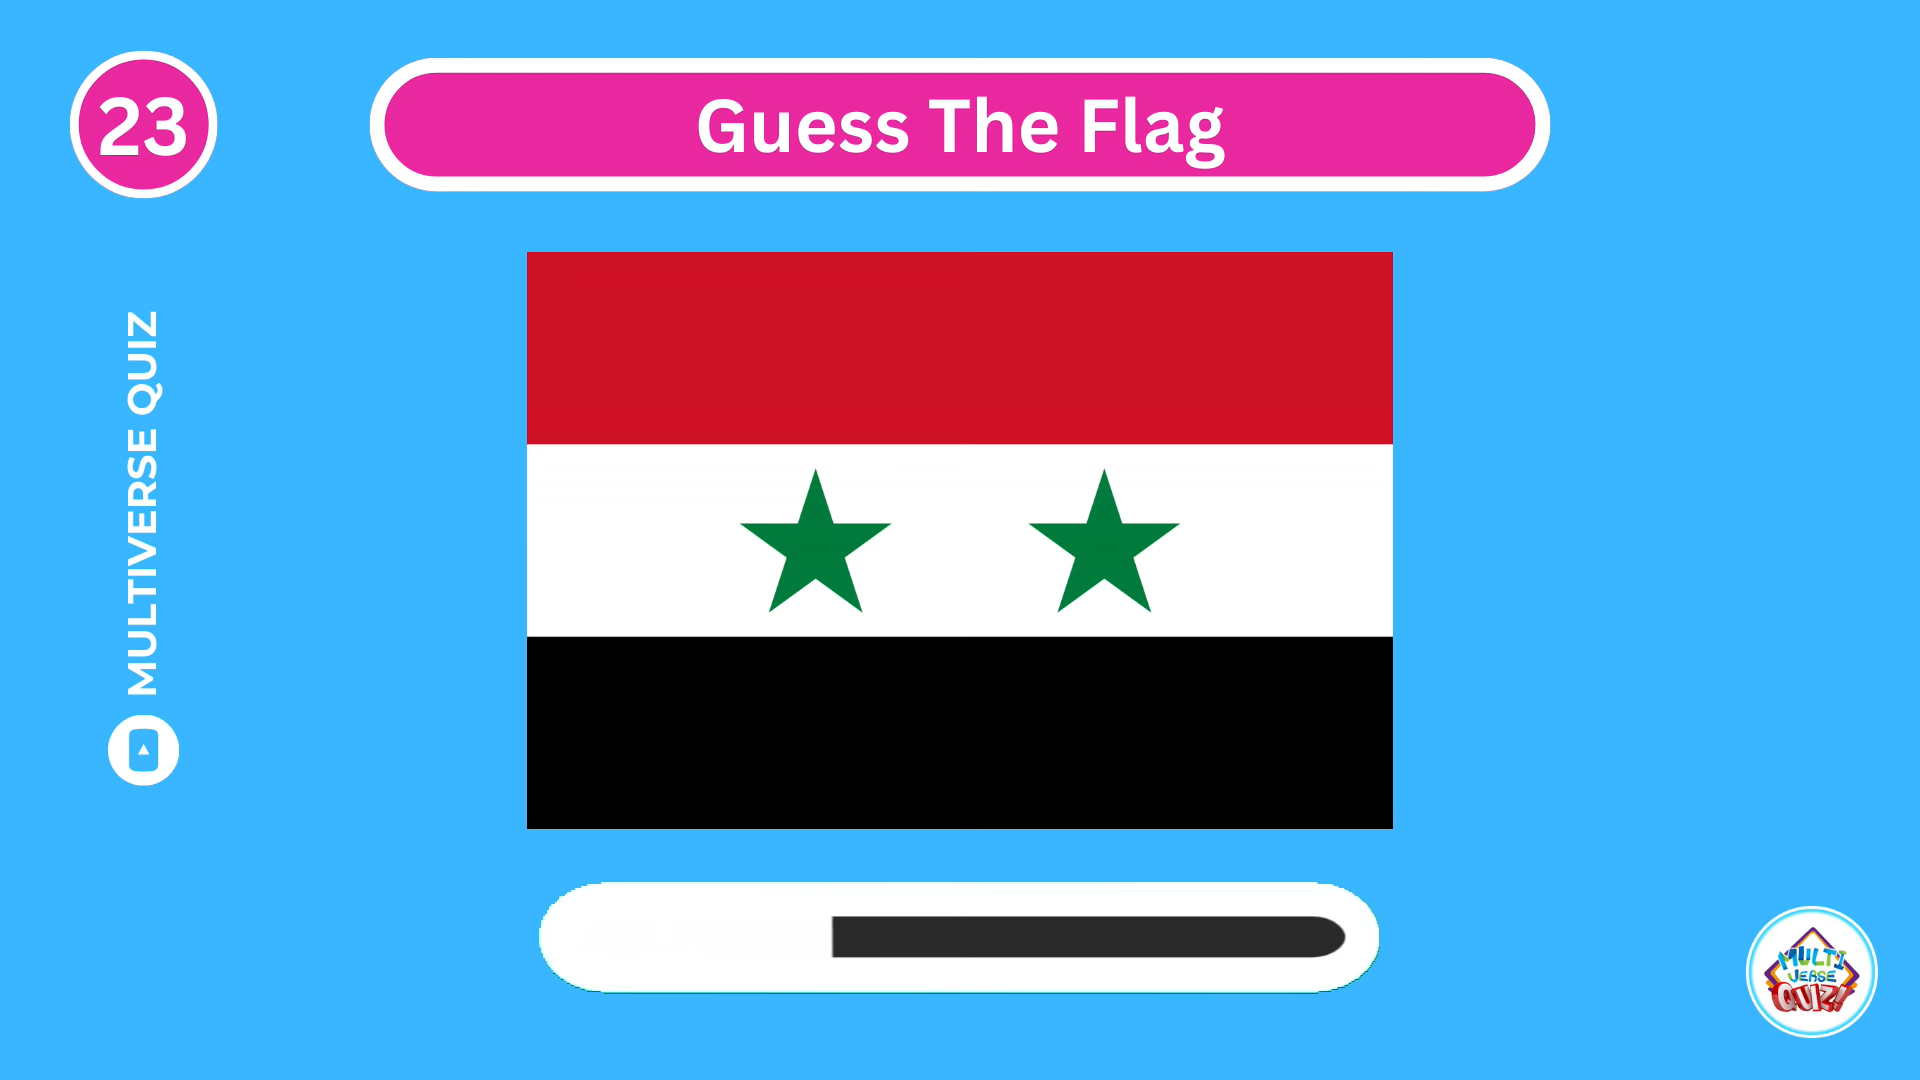 23
Guess The Flag
MULTIVERSE QUIZ
MULTI
VERSE
QUIZ!